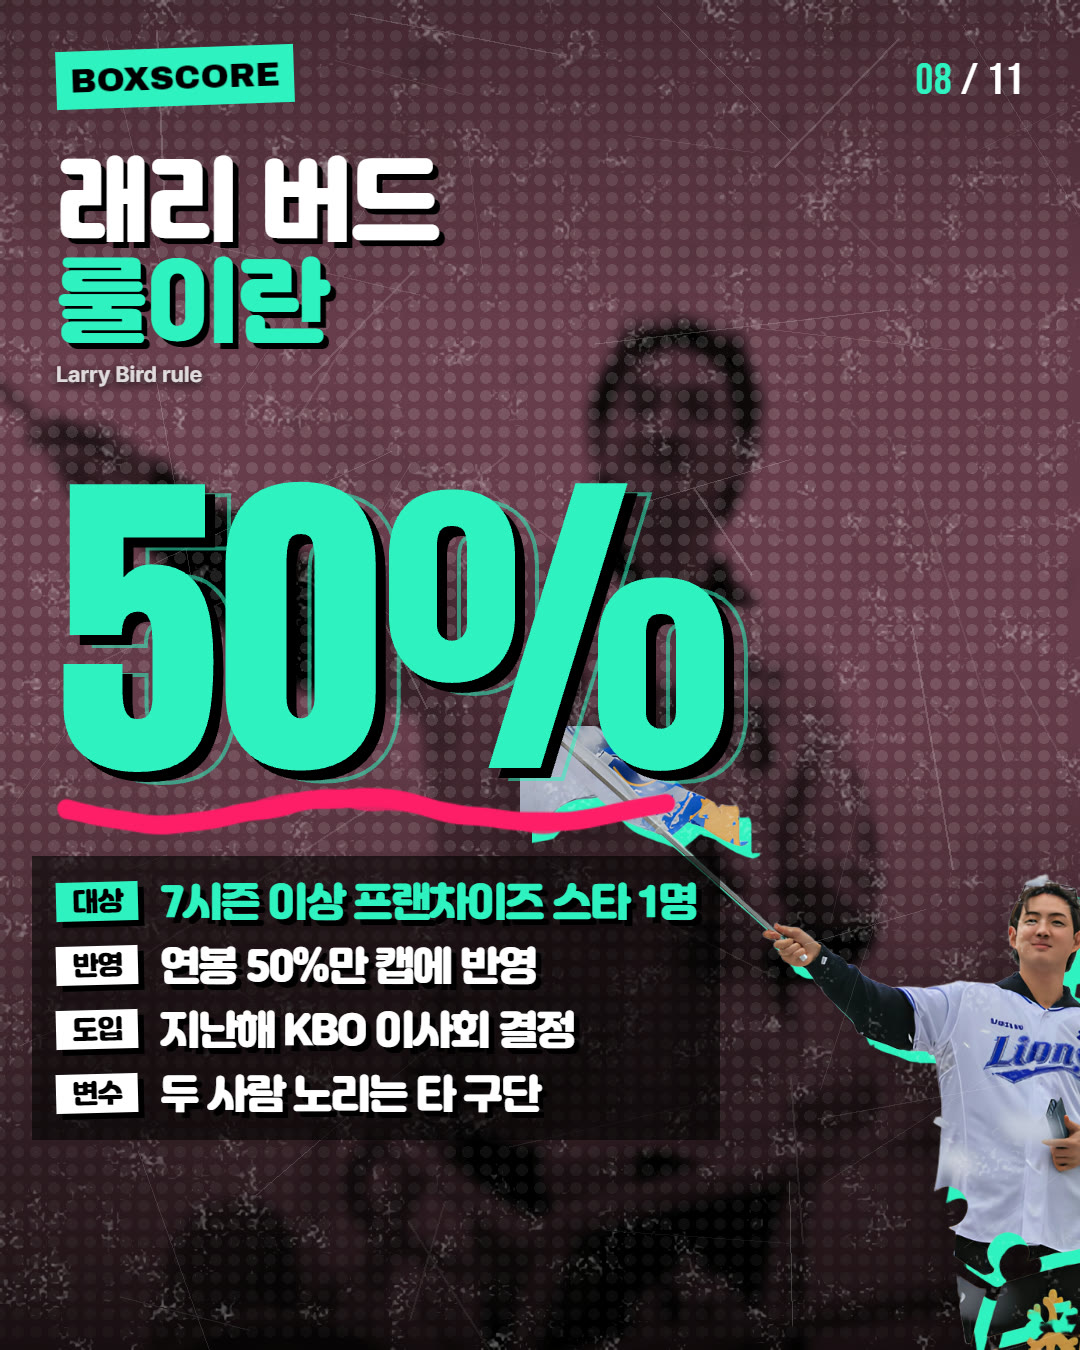 BOXSCORE
08 / 11
래리 버드
룰이란
Larry Bird rule
50%
대상 7시즌 이상 프랜차이즈 스타 1명
반영 연봉 50%만 캡에 반영
도입 지난해 KBO 이사회 결정
변수 두 사람 노리는 타 구단